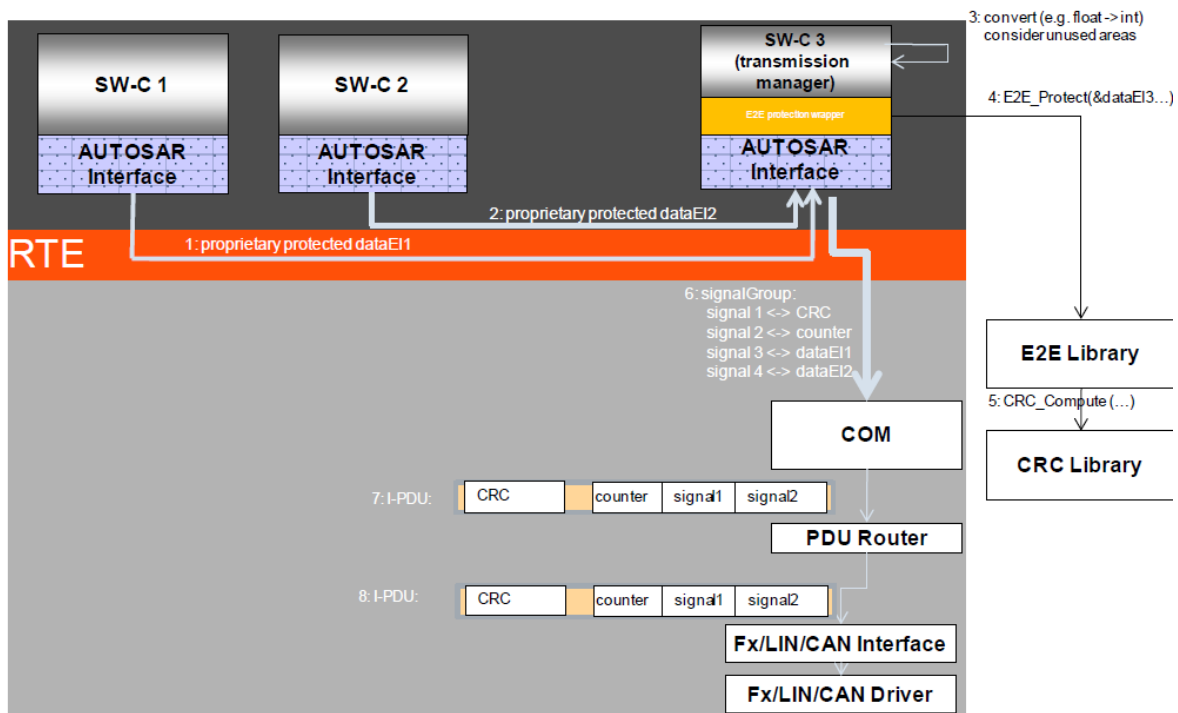 3: convert (e.g. float->int)
consider unused areas
SW-C 1
SW-C 2
SW-C 3
(transmission
manager)
E2E protection wrapper
4: E2E_Protect(&dataEl3...)
AUTOSAR
Interface
AUTOSAR
Interface
AUTOSAR
Interface
2: proprietary protected dataEl2
1: proprietary protected dataEl1
RTE
6: signalGroup:
signal 1 <-> CRC
signal 2 <-> counter
signal 3 <-> dataEl1
signal 4 <-> dataEl2
E2E Library
5: CRC_Compute (...)
COM
CRC Library
7: I-PDU:
CRC
counter
signal1
signal2
PDU Router
8: I-PDU:
CRC
counter
signal1
signal2
Fx/LIN/CAN Interface
Fx/LIN/CAN Driver